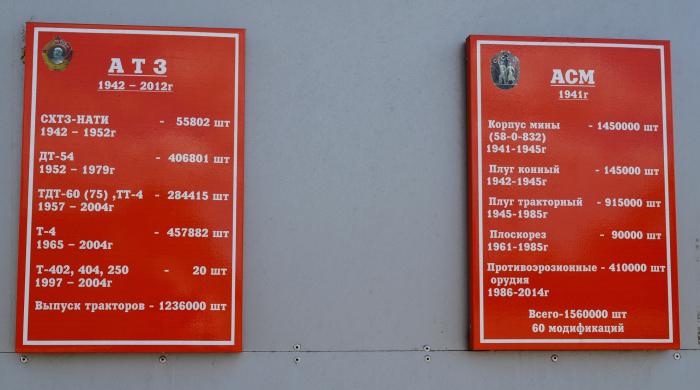 АТЗ
1942 – 2012г
СХТЗ-НАТИ - 55802 шт
1942 – 1952г
ДТ-54 - 406801 шт
1952 – 1979г
ТДТ-60 (75) ,ТТ-4 - 284415 шт
1957 – 2004г
Т-4 - 457882 шт
1965 – 2004г
Т-402, 404, 250 - 20 шт
1997 – 2004г
Выпуск тракторов - 1236000 шт
АСМ
1941г
Корпус мины - 1450000 шт
(58-0-832)
1941-1945г
Плуг конный - 145000 шт
1942-1945г
Плуг тракторный - 915000 шт
1945-1985г
Плоскорез - 90000 шт
1961-1985г
Противоэрозионные - 410000 шт
орудия
1986-2014г
Всего-1560000 шт
60 модификаций